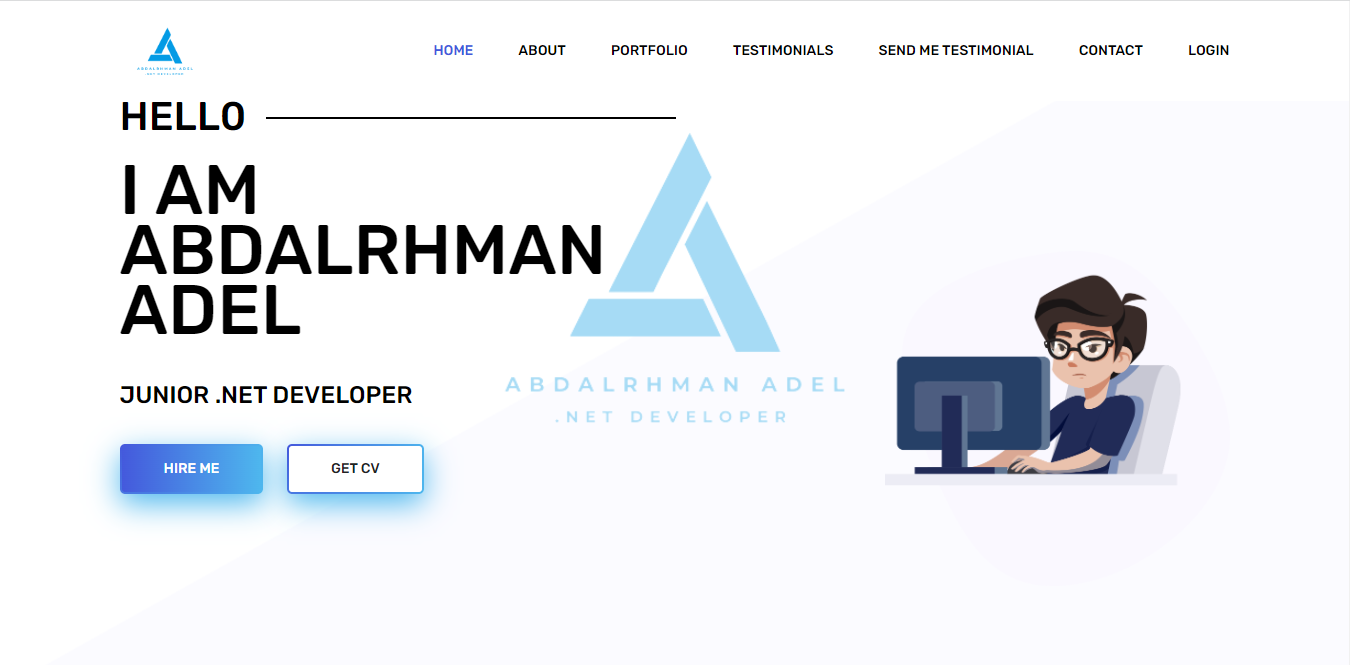 ABDALRHMAN ADEL
.NET DEVELOPER
HOME ABOUT PORTFOLIO TESTIMONIALS SEND ME TESTIMONIAL CONTACT LOGIN
HELLO
I AM
ABDALRHMAN
ADEL
ABDALRHMAN ADEL
.NET DEVELOPER
JUNIOR .NET DEVELOPER
HIRE ME GET CV